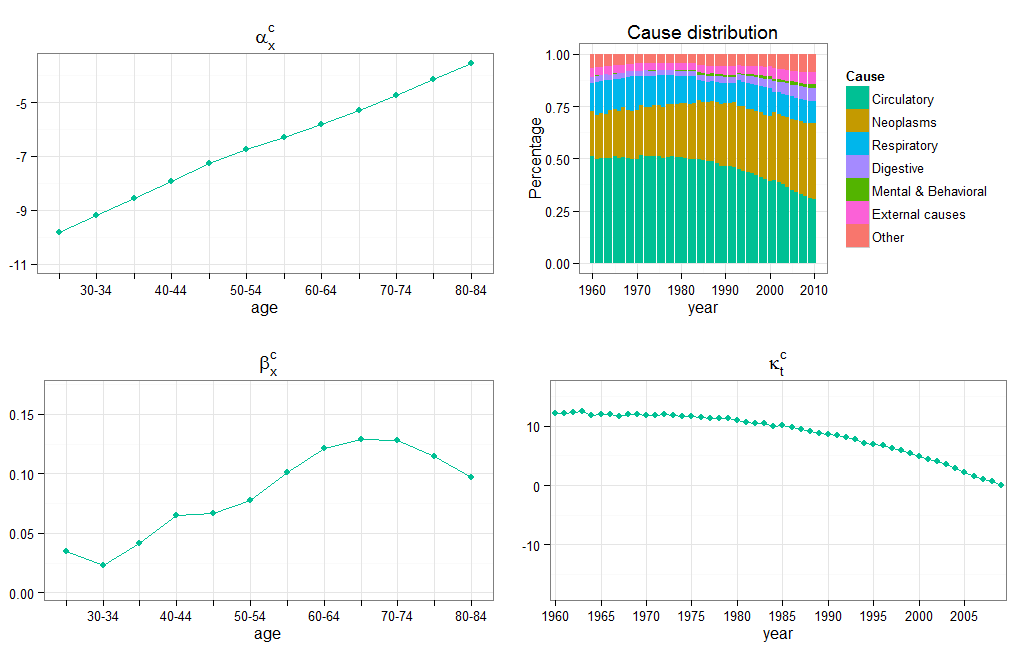 α_x^c
-5
-7
-9
-11
30-34 40-44 50-54 60-64 70-74 80-84
age
Cause distribution
Percentage
1.00
0.75
0.50
0.25
0.00
1960 1970 1980 1990 2000 2010
year
Cause
Circulatory
Neoplasms
Respiratory
Digestive
Mental & Behavioral
External causes
Other
β_x^c
0.15
0.10
0.05
0.00
30-34 40-44 50-54 60-64 70-74 80-84
age
κ_t^c
10
0
-10
1960 1965 1970 1975 1980 1985 1990 1995 2000 2005
year